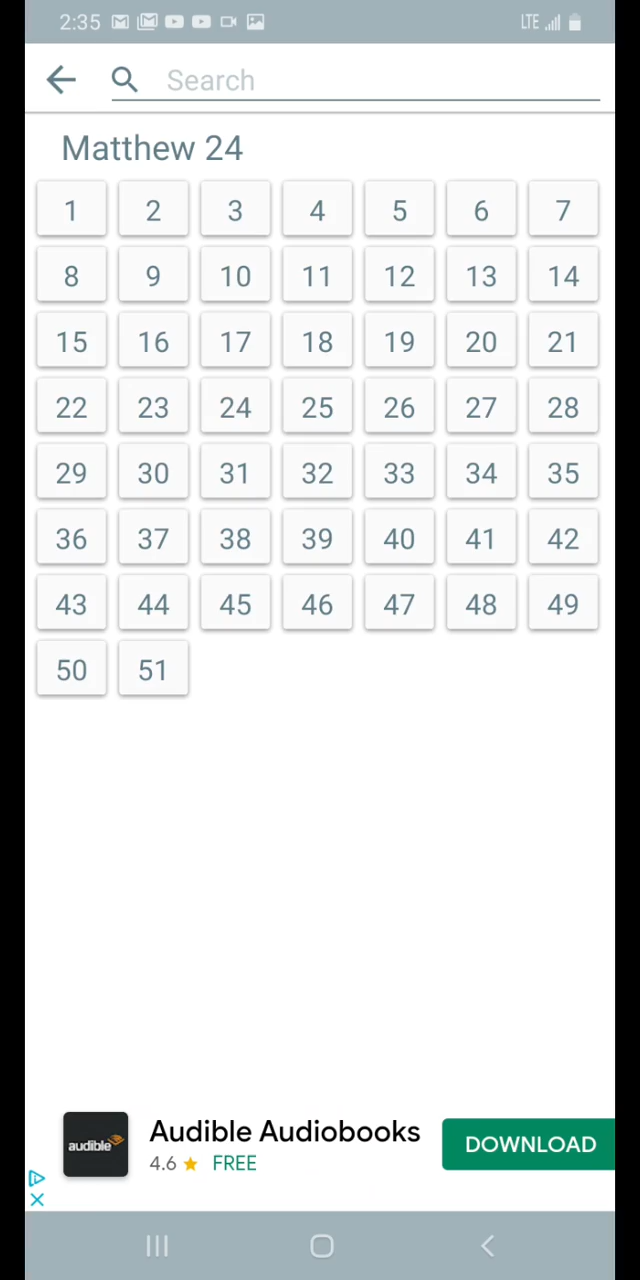 2:35 LTE
Search
Matthew 24
1 2 3 4 5 6 7
8 9 10 11 12 13 14
15 16 17 18 19 20 21
22 23 24 25 26 27 28
29 30 31 32 33 34 35
36 37 38 39 40 41 42
43 44 45 46 47 48 49
50 51
audible
Audible Audiobooks
4.6 ★ FREE
DOWNLOAD